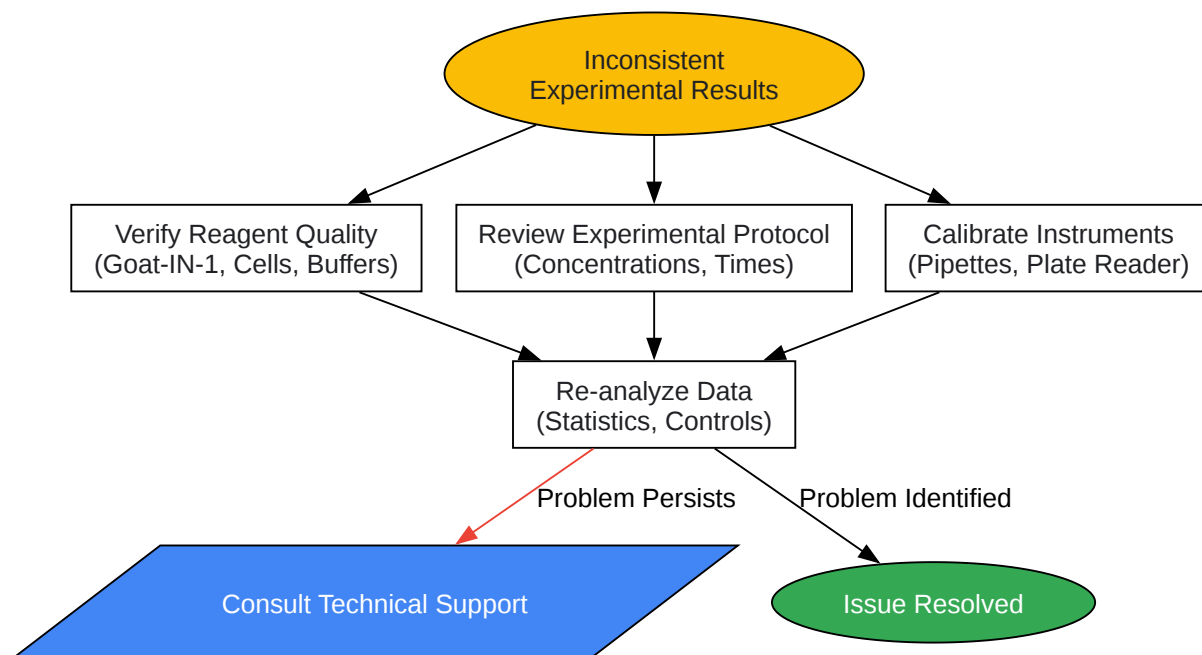 Inconsistent
Experimental Results
Verify Reagent Quality
(Goat-IN-1, Cells, Buffers)
Review Experimental Protocol
(Concentrations, Times)
Calibrate Instruments
(Pipettes, Plate Reader)
Re-analyze Data
(Statistics, Controls)
Problem Persists
Problem Identified
Consult Technical Support
Issue Resolved